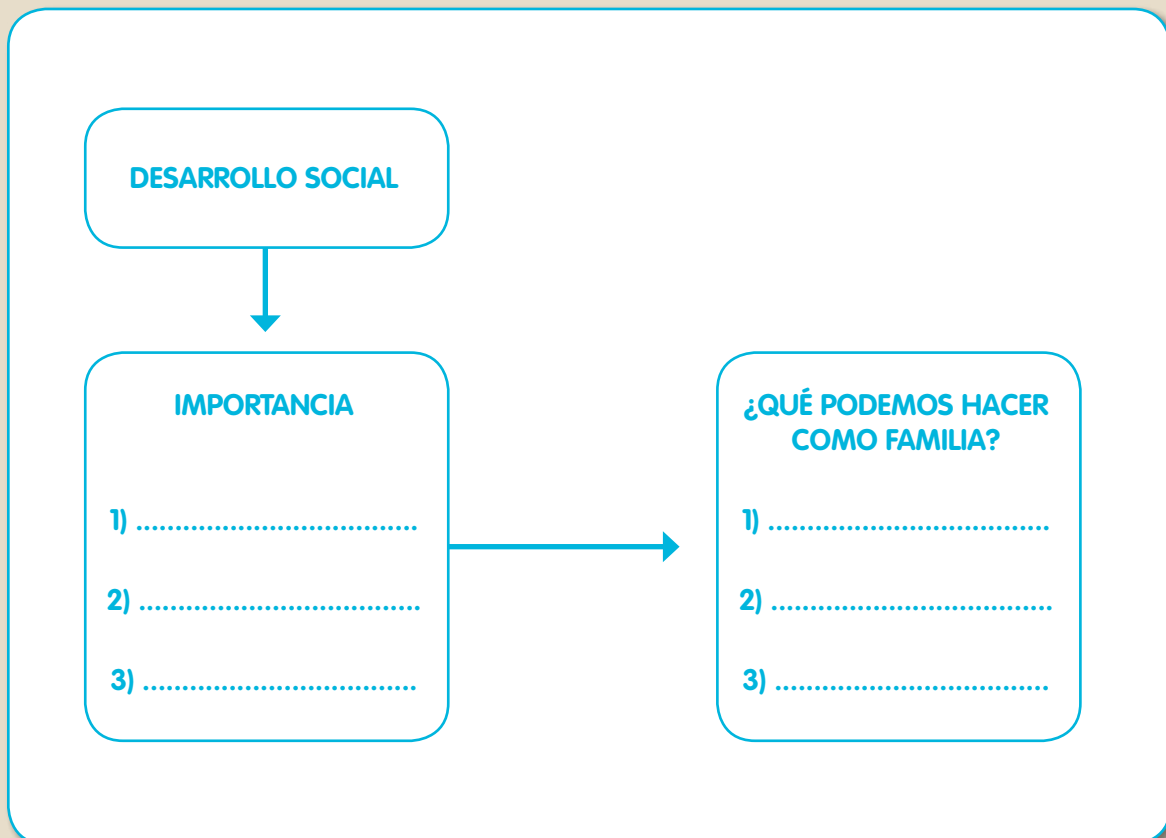 DESARROLLO SOCIAL
IMPORTANCIA
1) ....................................
2) ....................................
3) ...................................
¿QUÉ PODEMOS HACER
COMO FAMILIA?
1) ....................................
2) ....................................
3) ...................................